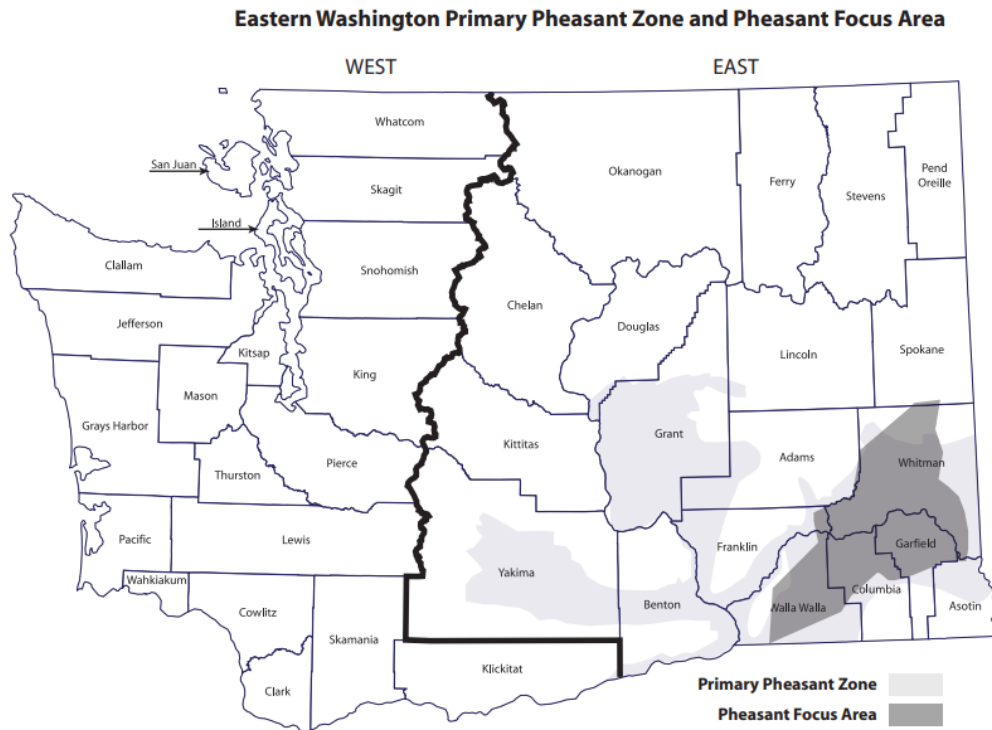 Eastern Washington Primary Pheasant Zone and Pheasant Focus Area
WEST
EAST
Whatcom
San Juan
Skagit
Okanogan
Ferry
Stevens
Pend
Oreille
Island
Clallam
Snohomish
Chelan
Douglas
Jefferson
Kitsap
King
Lincoln
Spokane
Mason
Grays Harbor
Kittitas
Grant
Pierce
Thurston
Adams
Whitman
Pacific
Lewis
Franklin
Garfield
Wahkiakum
Yakima
Columbia
Cowlitz
Benton
Walla Walla
Asotin
Skamania
Klickitat
Clark
Primary Pheasant Zone
Pheasant Focus Area